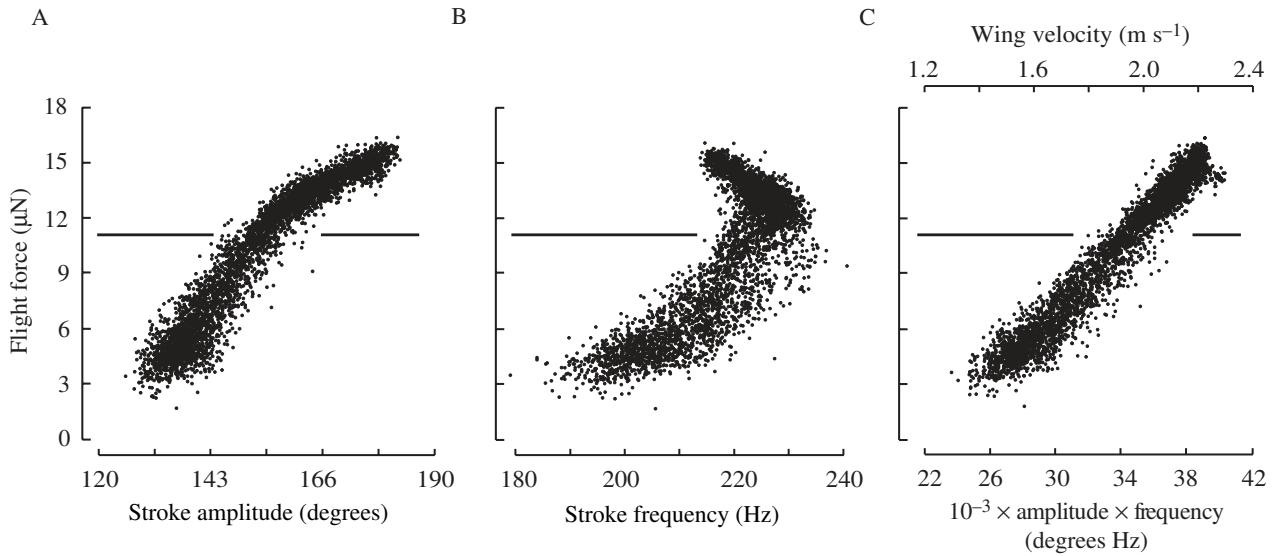 A
B
C
Wing velocity (m s–1)
1.2 1.6 2.0 2.4
Flight force (μN)
18
15
12
9
6
3
0
120 143 166 190
Stroke amplitude (degrees)
180 200 220 240
Stroke frequency (Hz)
22 26 30 34 38 42
10–3 × amplitude × frequency
(degrees Hz)